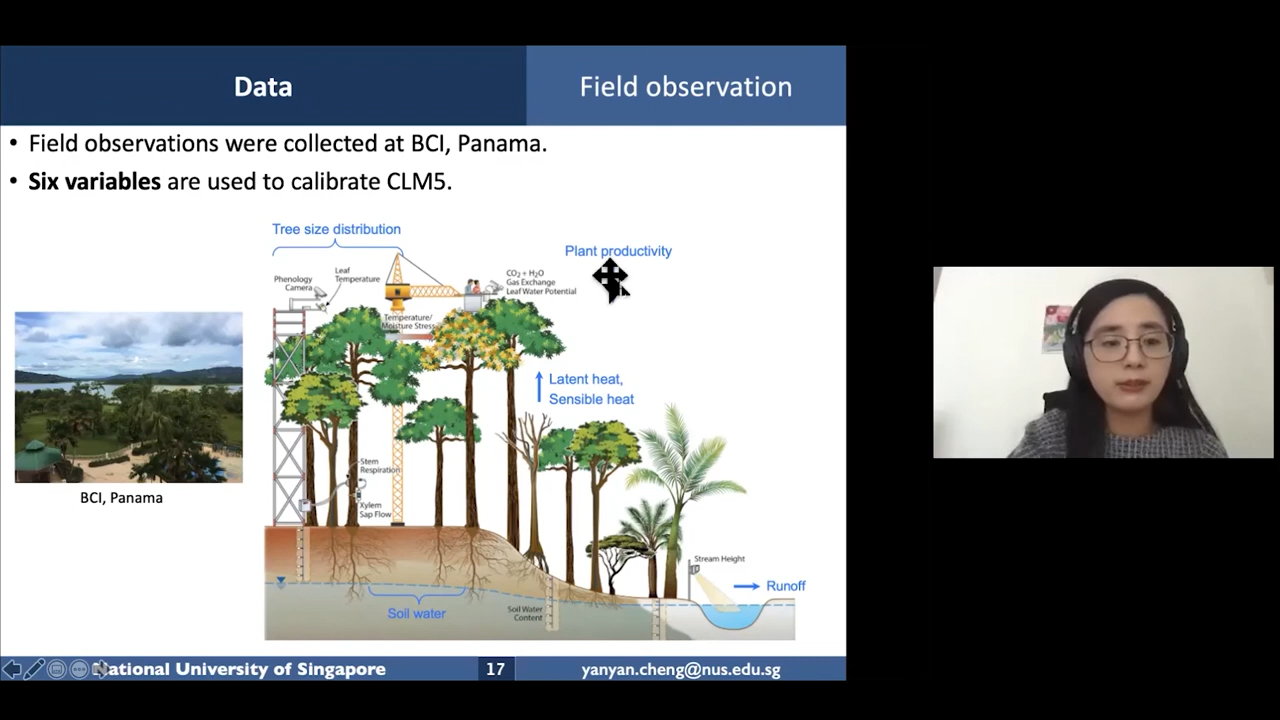 Data
Field observation
• Field observations were collected at BCI, Panama.
• Six variables are used to calibrate CLM5.
Tree size distribution
Plant productivity
Phenology
Camera
Leaf
Temperature
CO2 + H2O
Gas Exchange
Leaf Water Potential
Temperature/
Moisture Stress
Latent heat,
Sensible heat
BCI, Panama
Stem
Respiration
Xylem
Sap Flow
Stream Height
Runoff
Soil water
Soil Water
Content
National University of Singapore
17
yanyan.cheng@nus.edu.sg